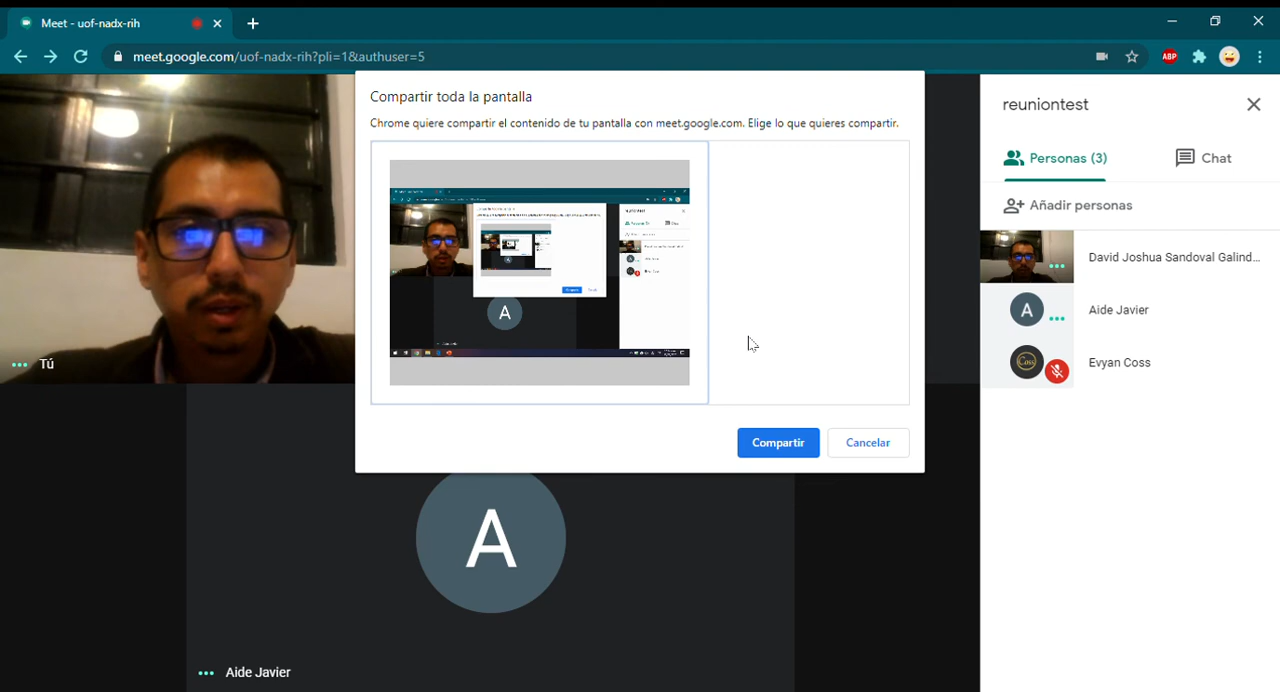 Meet - uof-nadx-rih
meet.google.com/uof-nadx-rih?pli=1&authuser=5
ABP
Compartir toda la pantalla
Chrome quiere compartir el contenido de tu pantalla con meet.google.com. Elige lo que quieres compartir.
A
Compartir
Cancelar
Tú
A
Aide Javier
reuniontest
Personas (3)
Chat
Añadir personas
David Joshua Sandoval Galind...
A
Aide Javier
Coss
Evyan Coss